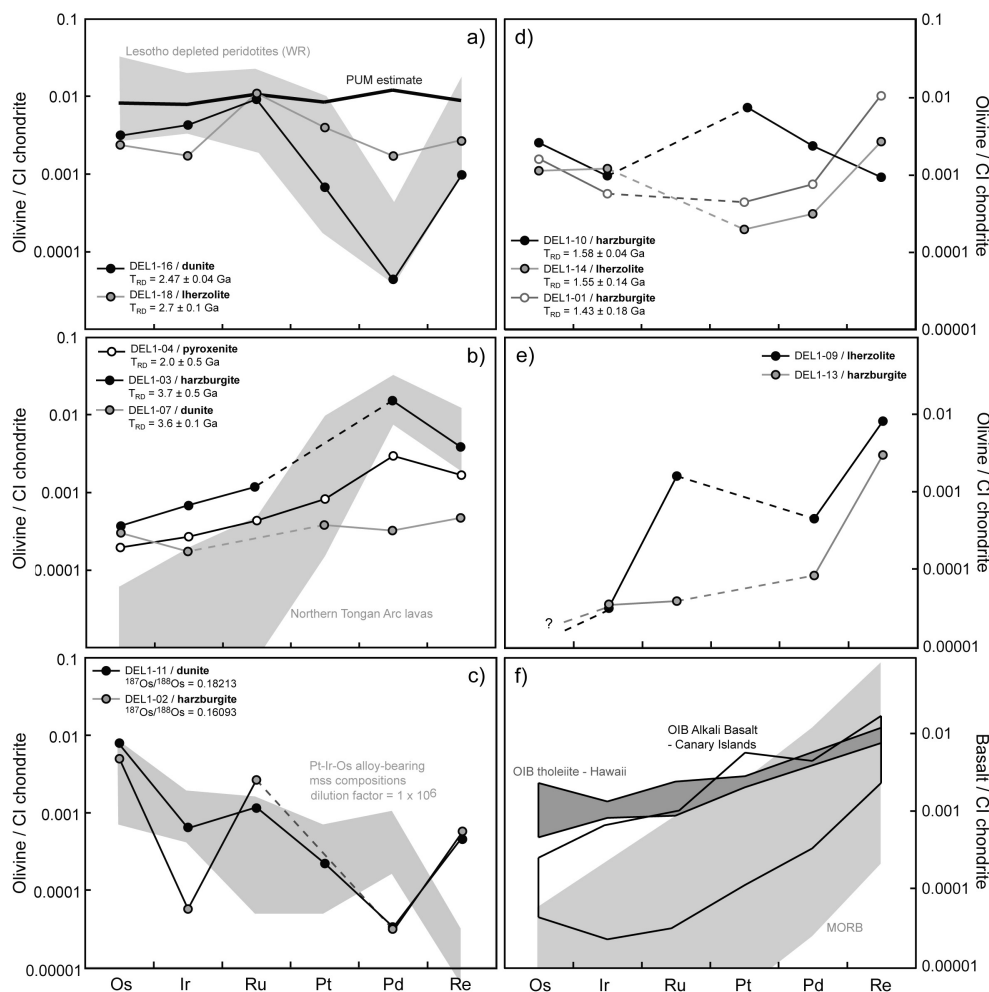 0.1
a)
Lesotho depleted peridotites (WR)
PUM estimate
0.01
0.001
0.0001
Olivine / CI chondrite
DEL1-16 / dunite
T_RD = 2.47 ± 0.04 Ga
DEL1-18 / lherzolite
T_RD = 2.7 ± 0.1 Ga
d)
0.1
0.01
0.001
0.0001
0.00001
Olivine / CI chondrite
DEL1-10 / harzburgite
T_RD = 1.58 ± 0.04 Ga
DEL1-14 / lherzolite
T_RD = 1.55 ± 0.14 Ga
DEL1-01 / harzburgite
T_RD = 1.43 ± 0.18 Ga
0.1
b)
DEL1-04 / pyroxenite
T_RD = 2.0 ± 0.5 Ga
DEL1-03 / harzburgite
T_RD = 3.7 ± 0.5 Ga
DEL1-07 / dunite
T_RD = 3.6 ± 0.1 Ga
0.01
0.001
0.0001
Olivine / CI chondrite
Northern Tongan Arc lavas
e)
DEL1-09 / lherzolite
DEL1-13 / harzburgite
0.01
0.001
0.0001
0.00001
Olivine / CI chondrite
?
0.1
c)
DEL1-11 / dunite
¹⁸⁷Os/¹⁸⁸Os = 0.18213
DEL1-02 / harzburgite
¹⁸⁷Os/¹⁸⁸Os = 0.16093
0.01
0.001
0.0001
0.00001
Olivine / CI chondrite
Pt-Ir-Os alloy-bearing
mss compositions
dilution factor = 1 x 10⁶
Os Ir Ru Pt Pd Re
f)
OIB Alkali Basalt
- Canary Islands
OIB tholeiite - Hawaii
MORB
0.01
0.001
0.0001
0.00001
Basalt / CI chondrite
Os Ir Ru Pt Pd Re